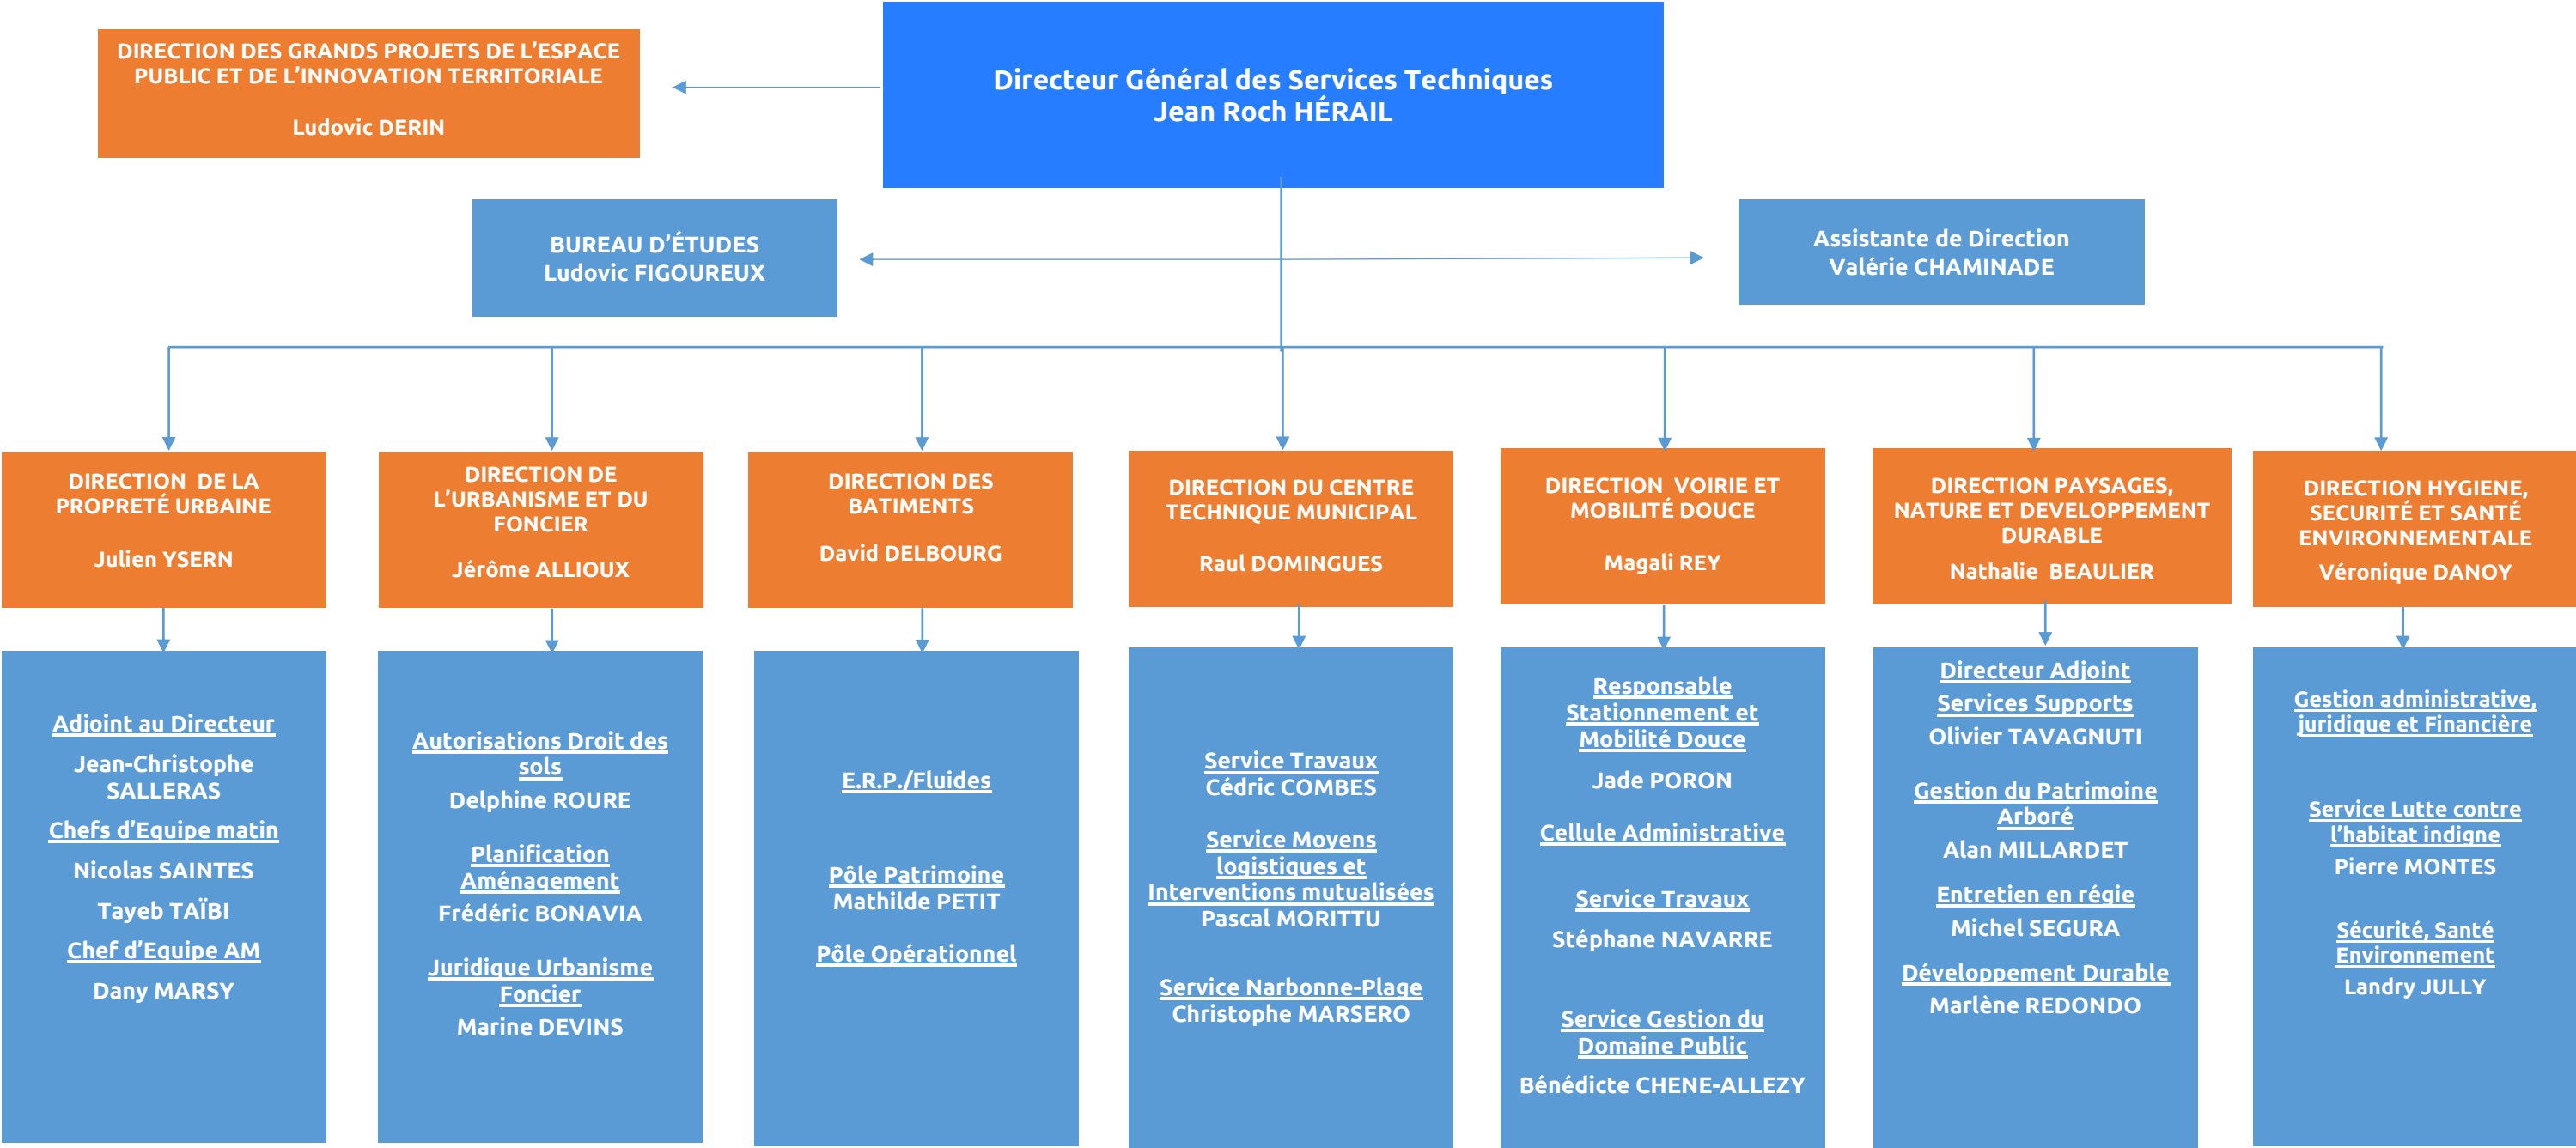 DIRECTION DES GRANDS PROJETS DE L’ESPACE
PUBLIC ET DE L’INNOVATION TERRITORIALE
Ludovic DERIN
Directeur Général des Services Techniques
Jean Roch HÉRAIL
BUREAU D’ÉTUDES
Ludovic FIGOUREUX
Assistante de Direction
Valérie CHAMINADE
DIRECTION DE LA
PROPRETÉ URBAINE
Julien YSERN
DIRECTION DE
L’URBANISME ET DU
FONCIER
Jérôme ALLIOUX
DIRECTION DES
BATIMENTS
David DELBOURG
DIRECTION DU CENTRE
TECHNIQUE MUNICIPAL
Raul DOMINGUES
DIRECTION VOIRIE ET
MOBILITÉ DOUCE
Magali REY
DIRECTION PAYSAGES,
NATURE ET DEVELOPPEMENT
DURABLE
Nathalie BEAULIER
DIRECTION HYGIENE,
SECURITÉ ET SANTÉ
ENVIRONNEMENTALE
Véronique DANOY
Adjoint au Directeur
Jean-Christophe
SALLERAS
Chefs d’Equipe matin
Nicolas SAINTES
Tayeb TAÏBI
Chef d’Equipe AM
Dany MARSY
Autorisations Droit des
sols
Delphine ROURE
Planification
Aménagement
Frédéric BONAVIA
Juridique Urbanisme
Foncier
Marine DEVINS
E.R.P./Fluides
Pôle Patrimoine
Mathilde PETIT
Pôle Opérationnel
Service Travaux
Cédric COMBES
Service Moyens
logistiques et
Interventions mutualisées
Pascal MORITTU
Service Narbonne-Plage
Christophe MARSERO
Responsable
Stationnement et
Mobilité Douce
Jade PORON
Cellule Administrative
Service Travaux
Stéphane NAVARRE
Service Gestion du
Domaine Public
Bénédicte CHENE-ALLEZY
Directeur Adjoint
Services Supports
Olivier TAVAGNUTI
Gestion du Patrimoine
Arboré
Alan MILLARDET
Entretien en régie
Michel SEGURA
Développement Durable
Marlène REDONDO
Gestion administrative,
juridique et Financière
Service Lutte contre
l’habitat indigne
Pierre MONTES
Sécurité, Santé
Environnement
Landry JULLY